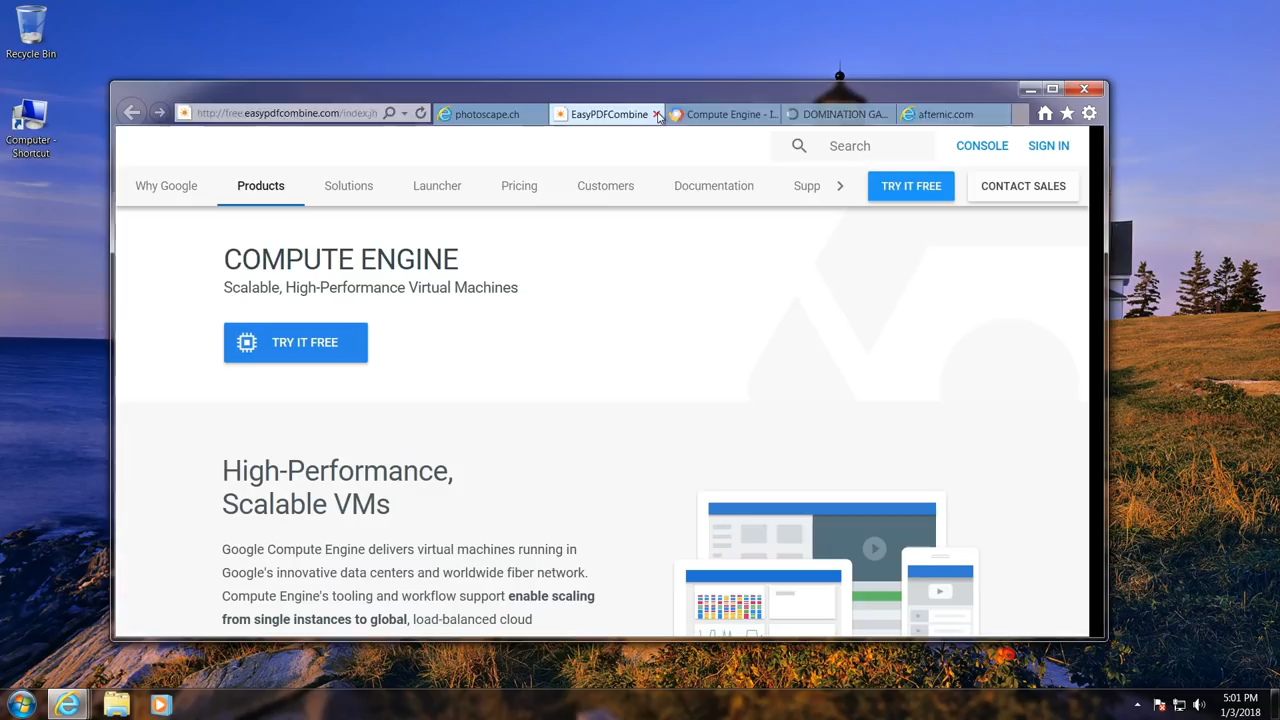 Recycle Bin
Computer - Shortcut
http://free.easypdfcombine.com/index.jh
photoscape.ch
EasyPDFCombine
Compute Engine - I...
DOMINATION GA...
afternic.com
Search
CONSOLE
SIGN IN
Why Google
Products
Solutions
Launcher
Pricing
Customers
Documentation
Supp
TRY IT FREE
CONTACT SALES
COMPUTE ENGINE
Scalable, High-Performance Virtual Machines
TRY IT FREE
High-Performance,
Scalable VMs
Google Compute Engine delivers virtual machines running in
Google's innovative data centers and worldwide fiber network.
Compute Engine's tooling and workflow support enable scaling
from single instances to global, load-balanced cloud
5:01 PM
1/3/2018